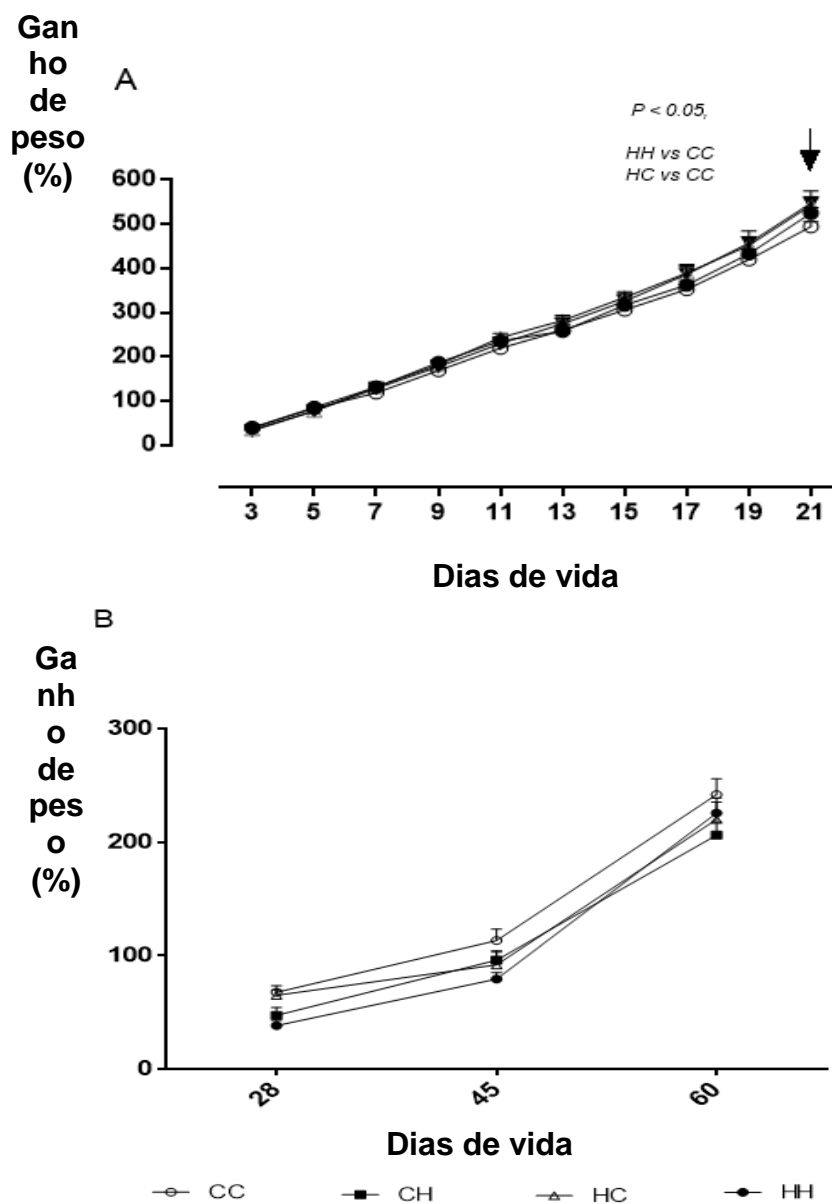 Gan
ho
de
peso
(%)
A
P < 0.05,
HH vs CC
HC vs CC
600
500
400
300
200
100
0
3 5 7 9 11 13 15 17 19 21
Dias de vida
B
Ga
nh
o
de
pes
o
(%)
300
200
100
0
28 45 60
Dias de vida
CC CH HC HH